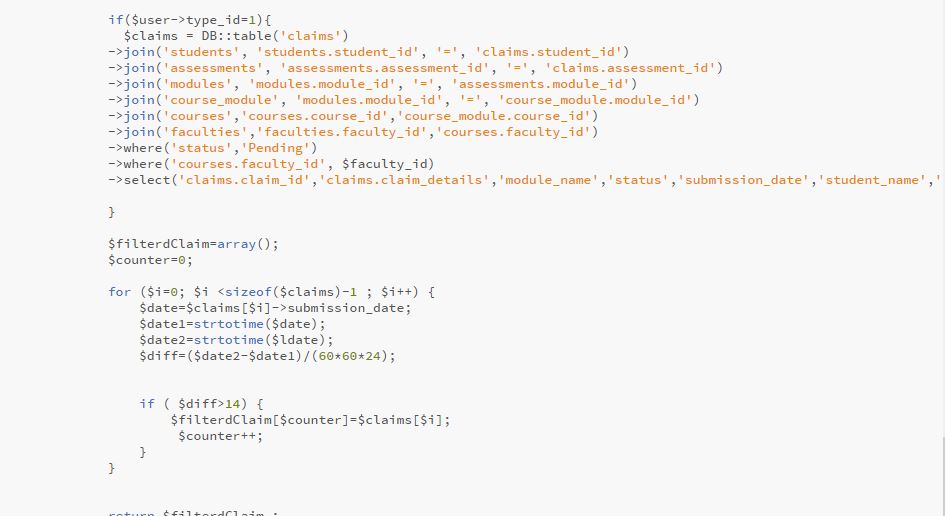 if($user->type_id=1){
$claims = DB::table('claims')
->join('students', 'students.student_id', '=', 'claims.student_id')
->join('assessments', 'assessments.assessment_id', '=', 'claims.assessment_id')
->join('modules', 'modules.module_id', '=', 'assessments.module_id')
->join('course_module', 'modules.module_id', '=', 'course_module.module_id')
->join('courses','courses.course_id','course_module.course_id')
->join('faculties','faculties.faculty_id','courses.faculty_id')
->where('status','Pending')
->where('courses.faculty_id', $faculty_id)
->select('claims.claim_id','claims.claim_details','module_name','status','submission_date','student_name','
}
$filterdClaim=array();
$counter=0;
for ($i=0; $i <sizeof($claims)-1 ; $i++) {
$date=$claims[$i]->submission_date;
$date1=strtotime($date);
$date2=strtotime($ldate);
$diff=($date2-$date1)/(60*60*24);
if ( $diff>14) {
$filterdClaim[$counter]=$claims[$i];
$counter++;
}
}
return $filterdClaim ;